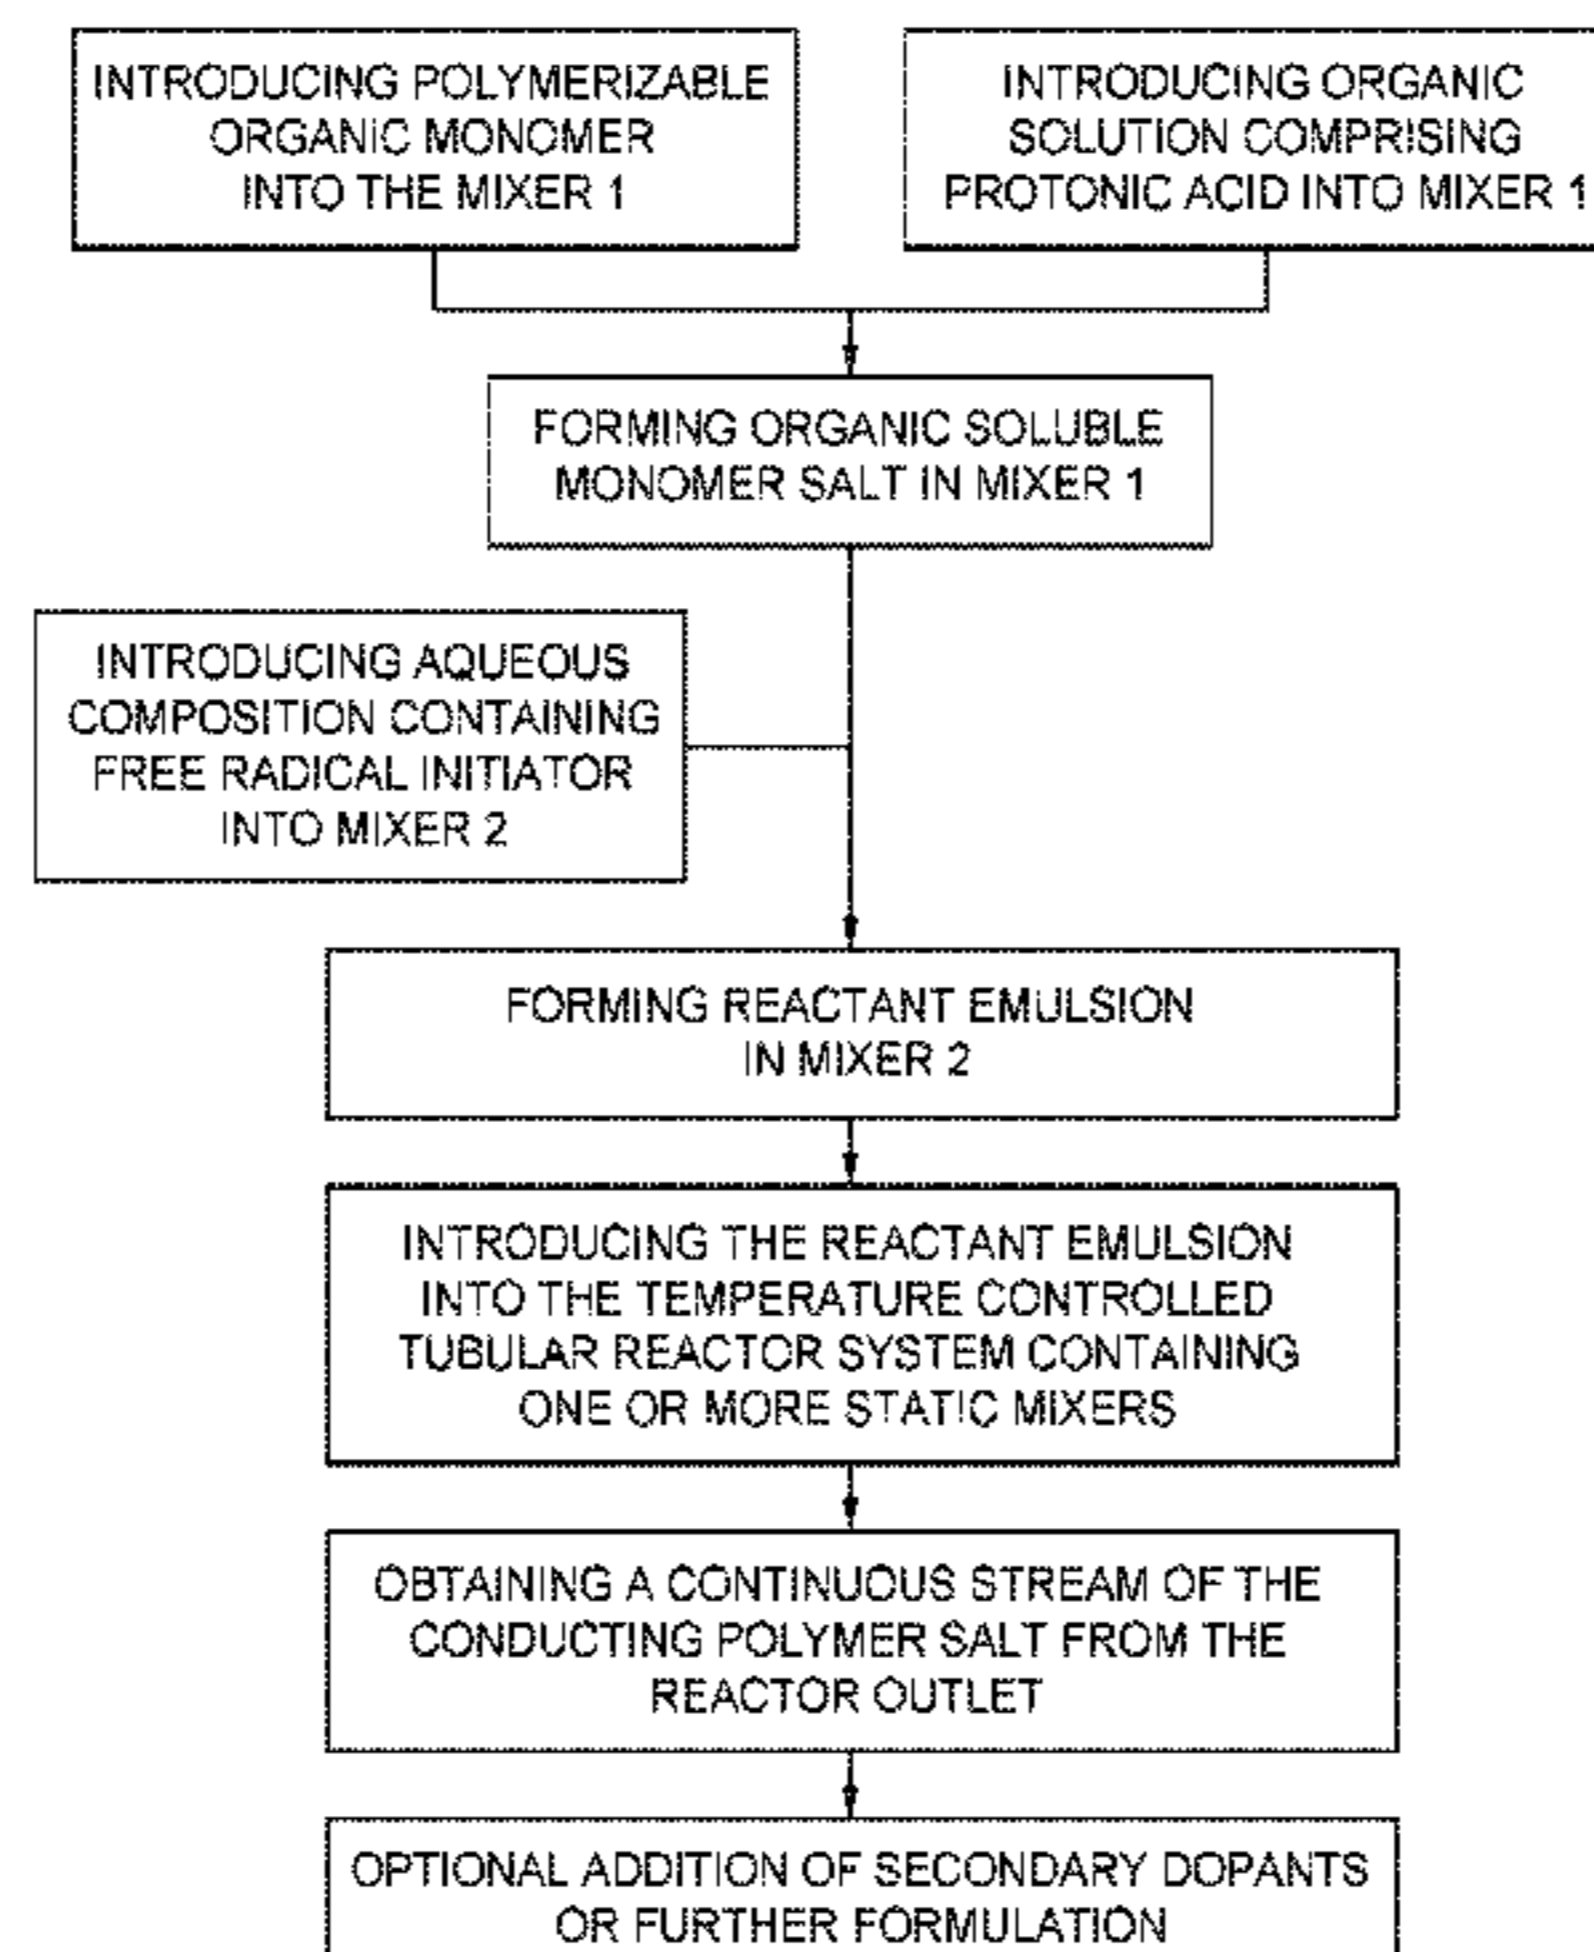 INTRODUCING POLYMERIZABLE
ORGANIC MONOMER
INTO THE MIXER 1
INTRODUCING ORGANIC
SOLUTION COMPRISING
PROTONIC ACID INTO MIXER 1
FORMING ORGANIC SOLUBLE
MONOMER SALT IN MIXER 1
INTRODUCING AQUEOUS
COMPOSITION CONTAINING
FREE RADICAL INITIATOR
INTO MIXER 2
FORMING REACTANT EMULSION
IN MIXER 2
INTRODUCING THE REACTANT EMULSION
INTO THE TEMPERATURE CONTROLLED
TUBULAR REACTOR SYSTEM CONTAINING
ONE OR MORE STATIC MIXERS
OBTAINING A CONTINUOUS STREAM OF THE
CONDUCTING POLYMER SALT FROM THE
REACTOR OUTLET
OPTIONAL ADDITION OF SECONDARY DOPANTS
OR FURTHER FORMULATION